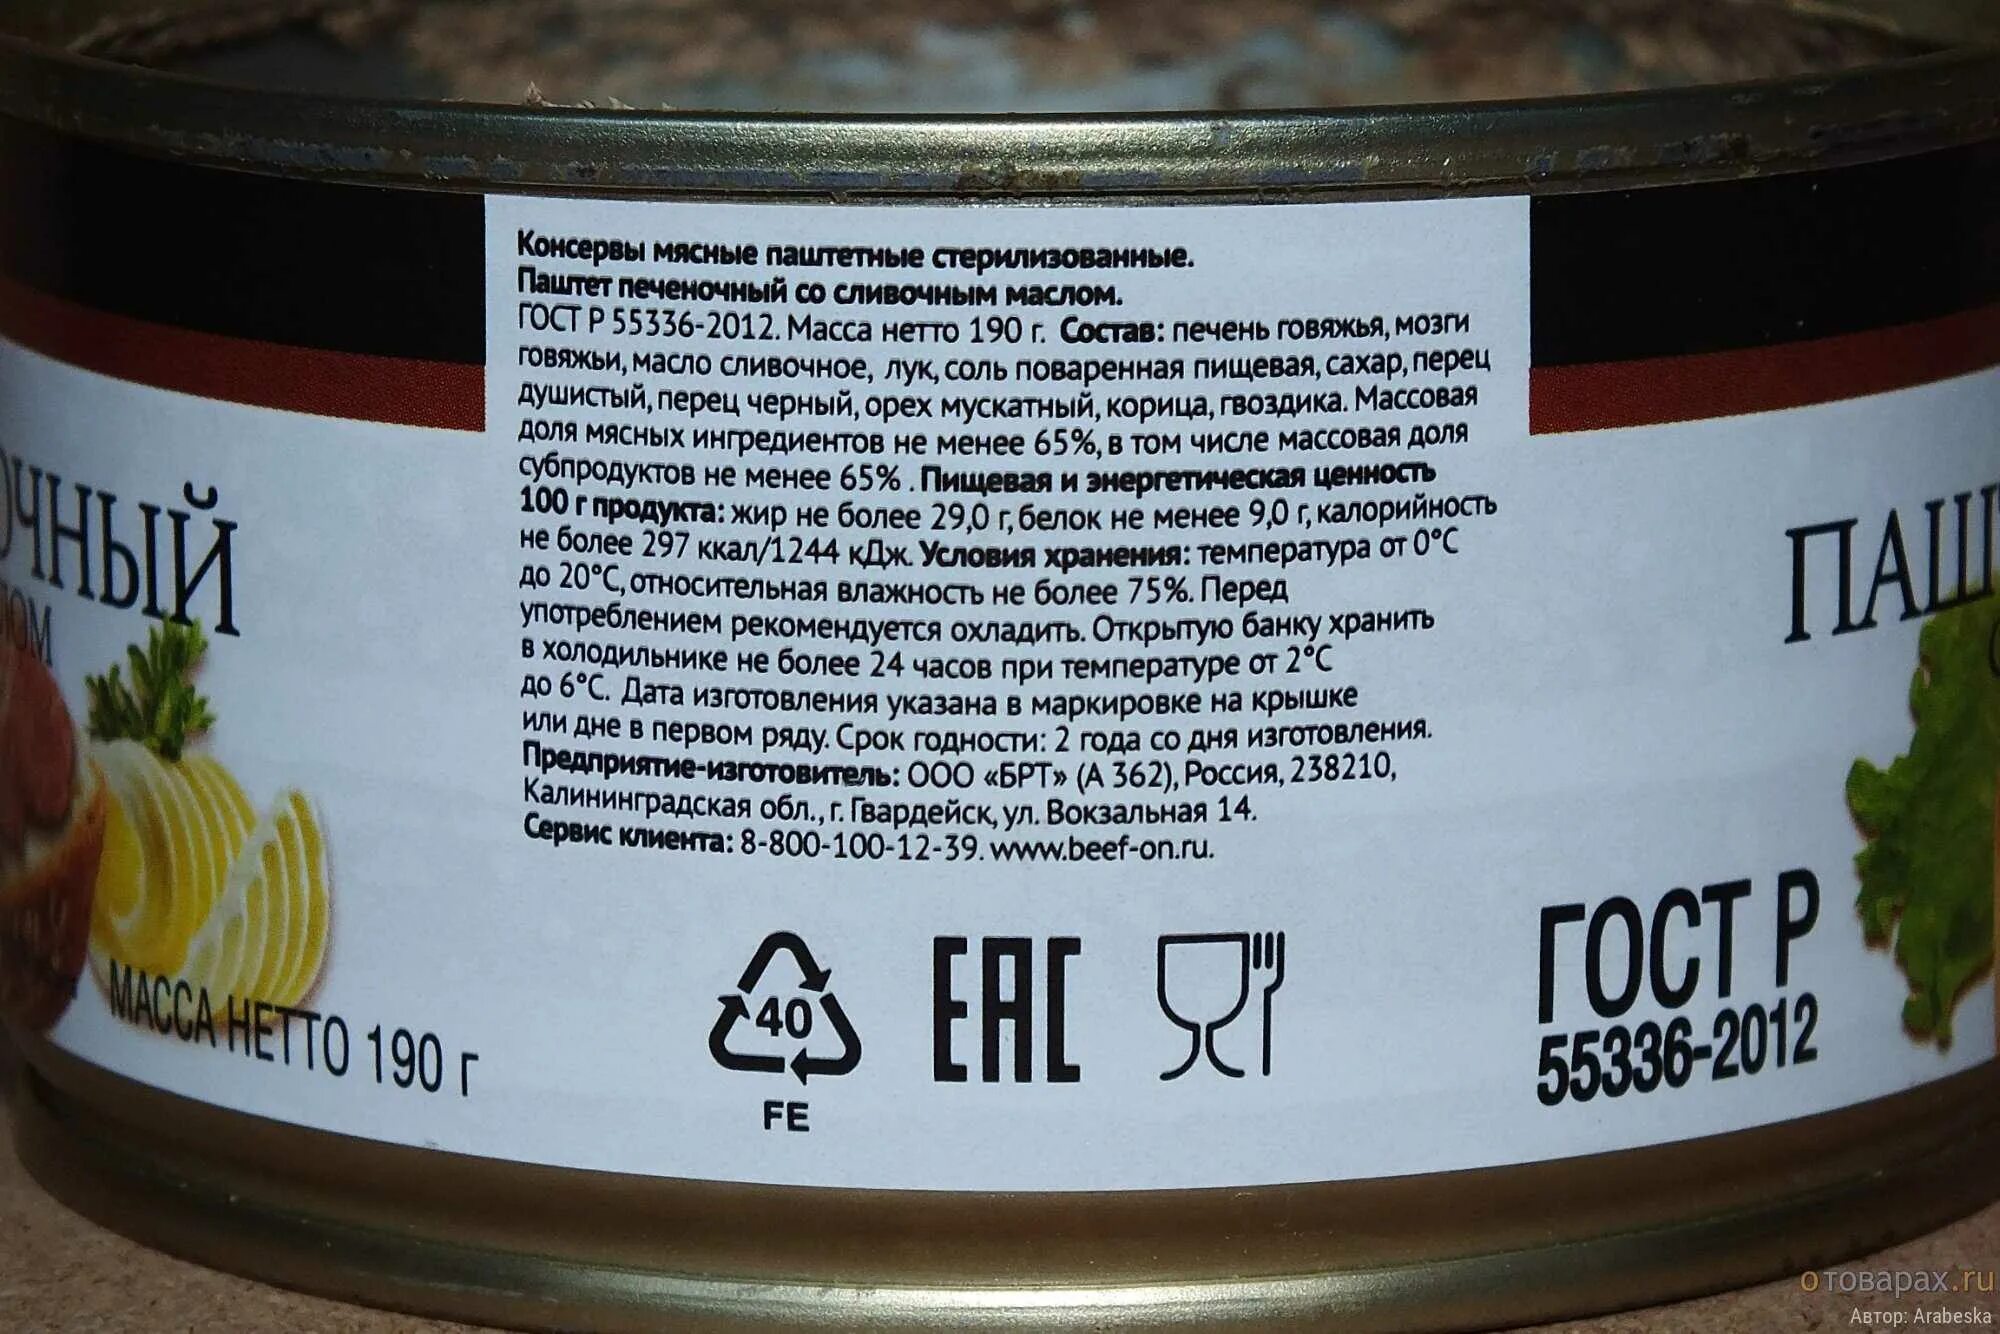 Консервы мясные паштетные стерилизованные.
Паштет печеночный со сливочным маслом.
ГОСТ Р 55336-2012. Масса нетто 190 г. Состав: печень говяжья, мозги
говяжьи, масло сливочное, лук, соль поваренная пищевая, сахар, перец
душистый, перец черный, орех мускатный, корица, гвоздика. Массовая
доля мясных ингредиентов не менее 65%, в том числе массовая доля
субпродуктов не менее 65% . Пищевая и энергетическая ценность
100 г продукта: жир не более 29,0 г, белок не менее 9,0 г, калорийность
не более 297 ккал/1244 кДж. Условия хранения: температура от 0°С
до 20°С, относительная влажность не более 75%. Перед
употреблением рекомендуется охладить. Открытую банку хранить
в холодильнике не более 24 часов при температуре от 2°С
до 6°С. Дата изготовления указана в маркировке на крышке
или дне в первом ряду. Срок годности: 2 года со дня изготовления.
Предприятие-изготовитель: ООО «БРТ» (А 362), Россия, 238210,
Калининградская обл., г. Гвардейск, ул. Вокзальная 14.
Сервис клиента: 8-800-100-12-39. www.beef-on.ru.
ОЧНЫЙ
ЛОМ
МАССА НЕТТО 190 г
40
FE
ЕАС
ГОСТ Р
55336-2012
ПАШТ
отоварах.ru
Автор: Arabeska